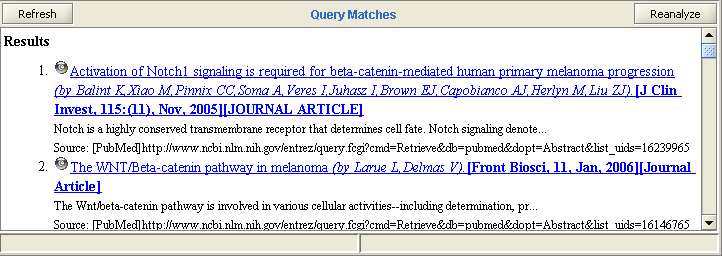 Refresh Query Matches Reanalyze
Results
1. Activation of Notch1 signaling is required for beta-catenin-mediated human primary melanoma progression
(by Balint K,Xiao M,Pinnix CC,Soma A,Veres I,Juhasz I,Brown EJ,Capobianco AJ,Herlyn M,Liu ZJ).[J Clin
Invest, 115:(11), Nov, 2005][JOURNAL ARTICLE]
Notch is a highly conserved transmembrane receptor that determines cell fate. Notch signaling denote...
Source: [PubMed]http://www.ncbi.nlm.nih.gov/entrez/query.fcgi?cmd=Retrieve&db=pubmed&dopt=Abstract&list_uids=16239965
2. The WNT/Beta-catenin pathway in melanoma (by Larue L,Delmas V).[Front Biosci, 11, Jan, 2006][Journal
Article]
The Wnt/beta-catenin pathway is involved in various cellular activities--including determination, pr...
Source: [PubMed]http://www.ncbi.nlm.nih.gov/entrez/query.fcgi?cmd=Retrieve&db=pubmed&dopt=Abstract&list_uids=16146765